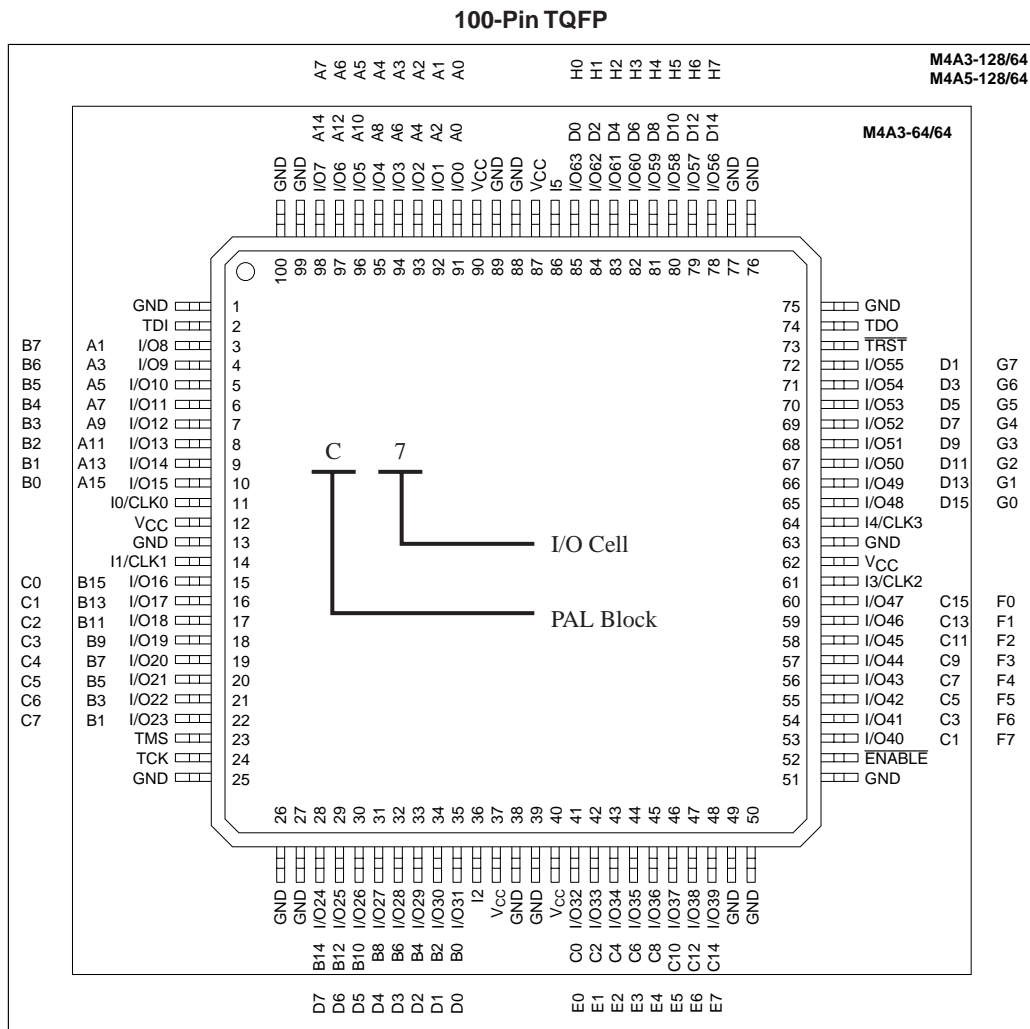 100-Pin TQFP
M4A3-128/64
M4A5-128/64
A7 A6 A5 A4 A3 A2 A1 A0 H0 H1 H2 H3 H4 H5 H6 H7
M4A3-64/64
A14 A12 A10 A8 A6 A4 A2 A0 D0 D2 D4 D6 D8 D10 D12 D14
GND GND I/O7 I/O6 I/O5 I/O4 I/O3 I/O2 I/O1 I/O0 VCC GND GND VCC I5 I/O63 I/O62 I/O61 I/O60 I/O59 I/O58 I/O57 I/O56 GND GND
100 99 98 97 96 95 94 93 92 91 90 89 88 87 86 85 84 83 82 81 80 79 78 77 76
GND 1 75 GND
TDI 2 74 TDO
B7 A1 I/O8 3 73 TRST
B6 A3 I/O9 4 72 I/O55 D1 G7
B5 A5 I/O10 5 71 I/O54 D3 G6
B4 A7 I/O11 6 70 I/O53 D5 G5
B3 A9 I/O12 7 69 I/O52 D7 G4
B2 A11 I/O13 8 68 I/O51 D9 G3
B1 A13 I/O14 9 67 I/O50 D11 G2
B0 A15 I/O15 10 66 I/O49 D13 G1
I0/CLK0 11 65 I/O48 D15 G0
VCC 12 64 I4/CLK3
GND 13 63 GND
I1/CLK1 14 62 VCC
C0 B15 I/O16 15 61 I3/CLK2
C1 B13 I/O17 16 60 I/O47 C15 F0
C2 B11 I/O18 17 59 I/O46 C13 F1
C3 B9 I/O19 18 58 I/O45 C11 F2
C4 B7 I/O20 19 57 I/O44 C9 F3
C5 B5 I/O21 20 56 I/O43 C7 F4
C6 B3 I/O22 21 55 I/O42 C5 F5
C7 B1 I/O23 22 54 I/O41 C3 F6
TMS 23 53 I/O40 C1 F7
TCK 24 52 ENABLE
GND 25 51 GND
C 7
I/O Cell
PAL Block
26 27 28 29 30 31 32 33 34 35 36 37 38 39 40 41 42 43 44 45 46 47 48 49 50
GND GND I/O24 I/O25 I/O26 I/O27 I/O28 I/O29 I/O30 I/O31 I2 VCC GND GND VCC I/O32 I/O33 I/O34 I/O35 I/O36 I/O37 I/O38 I/O39 GND GND
B14 B12 B10 B8 B6 B4 B2 B0 C0 C2 C4 C6 C8 C10 C12 C14
D7 D6 D5 D4 D3 D2 D1 D0 E0 E1 E2 E3 E4 E5 E6 E7